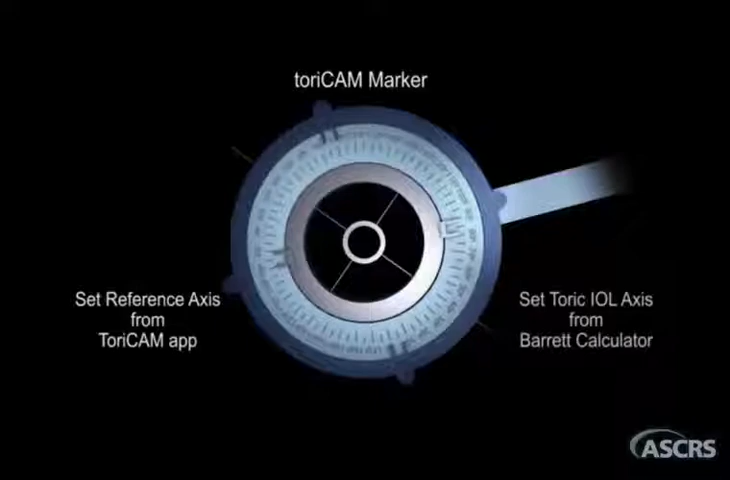 toriCAM Marker
Set Reference Axis
from
ToriCAM app
Set Toric IOL Axis
from
Barrett Calculator
ASCRS